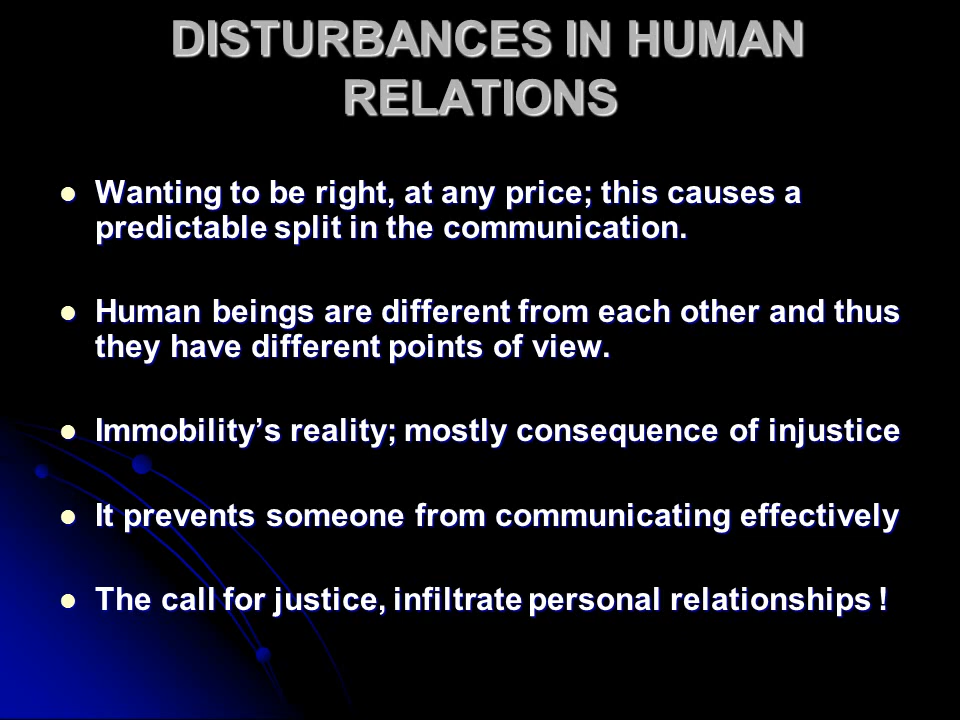 DISTURBANCES IN HUMAN
RELATIONS
● Wanting to be right, at any price; this causes a
predictable split in the communication.
● Human beings are different from each other and thus
they have different points of view.
● Immobility’s reality; mostly consequence of injustice
● It prevents someone from communicating effectively
● The call for justice, infiltrate personal relationships !